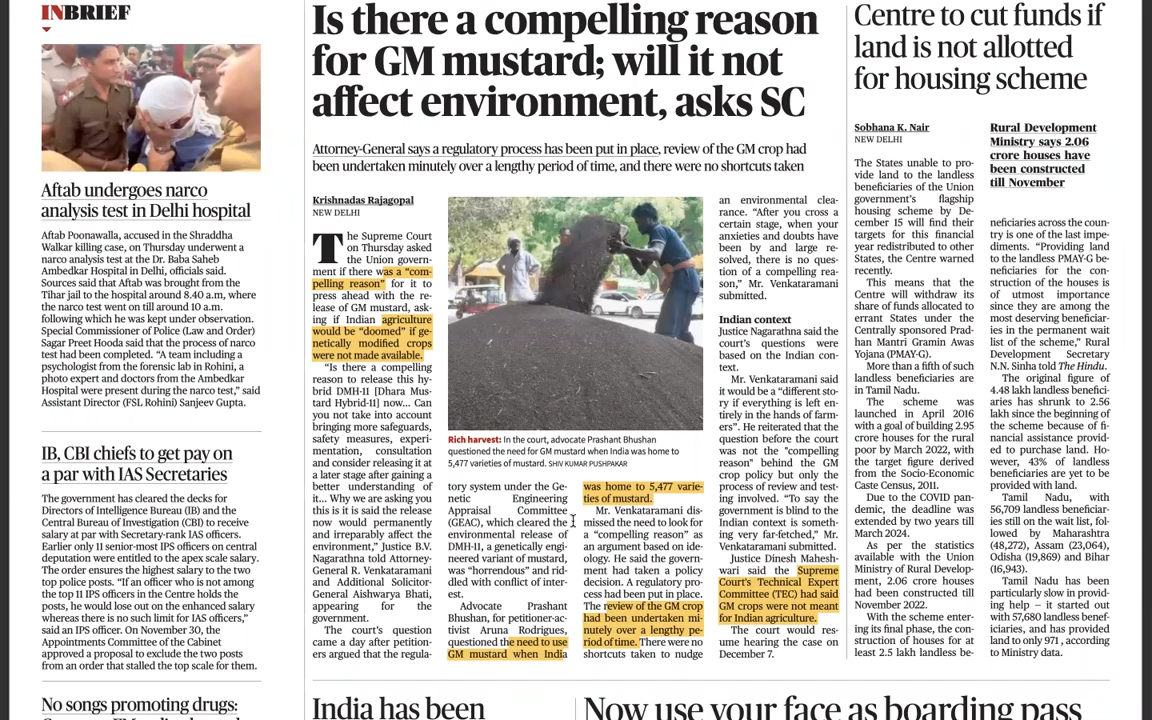 INBRIEF
Aftab undergoes narco
analysis test in Delhi hospital
Aftab Poonawalla, accused in the Shraddha
Walkar killing case, on Thursday underwent a
narco analysis test at the Dr. Baba Saheb
Ambedkar Hospital in Delhi, officials said.
Sources said that Aftab was brought from the
Tihar jail to the hospital around 8.40 a.m, where
the narco test went on till around 10 a.m.
following which he was kept under observation.
Special Commissioner of Police (Law and Order)
Sagar Preet Hooda said that the process of narco
test had been completed. “A team including a
psychologist from the forensic lab in Rohini, a
photo expert and doctors from the Ambedkar
Hospital were present during the narco test,” said
Assistant Director (FSL Rohini) Sanjeev Gupta.
IB, CBI chiefs to get pay on
a par with IAS Secretaries
The government has cleared the decks for
Directors of Intelligence Bureau (IB) and the
Central Bureau of Investigation (CBI) to receive
salary at par with Secretary-rank IAS officers.
Earlier only 11 senior-most IPS officers on central
deputation were entitled to the apex scale salary.
The order ensures the highest salary to the two
top police posts. “If an officer who is not among
the top 11 IPS officers in the Centre holds the
posts, he would lose out on the enhanced salary
whereas there is no such limit for IAS officers,”
said an IPS officer. On November 30, the
Appointments Committee of the Cabinet
approved a proposal to exclude the two posts
from an order that stalled the top scale for them.
No songs promoting drugs:
Is there a compelling reason
for GM mustard; will it not
affect environment, asks SC
Attorney-General says a regulatory process has been put in place, review of the GM crop had
been undertaken minutely over a lengthy period of time, and there were no shortcuts taken
Krishnadas Rajagopal
NEW DELHI
The Supreme Court
on Thursday asked
the Union govern-
ment if there was a “com-
pelling reason” for it to
press ahead with the re-
lease of GM mustard, ask-
ing if Indian agriculture
would be “doomed” if ge-
netically modified crops
were not made available.
“Is there a compelling
reason to release this hy-
brid DMH-11 [Dhara Mus-
tard Hybrid-11] now... Can
you not take into account
bringing more safeguards,
safety measures, experi-
mentation, consultation
and consider releasing it at
a later stage after gaining a
better understanding of
it... Why we are asking you
this is it is said the release
now would permanently
and irreparably affect the
environment,” Justice B.V.
Nagarathna told Attorney-
General R. Venkataramani
and Additional Solicitor-
General Aishwarya Bhati,
appearing for the
government.
The court’s question
came a day after petition-
ers argued that the regula-
Rich harvest: In the court, advocate Prashant Bhushan
questioned the need for GM mustard when India was home to
5,477 varieties of mustard. SHIV KUMAR PUSHPAKAR
tory system under the Ge-
netic Engineering
Appraisal Committee
(GEAC), which cleared the
environmental release of
DMH-11, a genetically engi-
neered variant of mustard,
was “horrendous” and rid-
dled with conflict of inter-
est.
Advocate Prashant
Bhushan, for petitioner-ac-
tivist Aruna Rodrigues,
questioned the need to use
GM mustard when India
was home to 5,477 varie-
ties of mustard.
Mr. Venkataramani dis-
missed the need to look for
a “compelling reason” as
an argument based on ide-
ology. He said the govern-
ment had taken a policy
decision. A regulatory pro-
cess had been put in place.
The review of the GM crop
had been undertaken mi-
nutely over a lengthy pe-
riod of time. There were no
shortcuts taken to nudge
an environmental clea-
rance. “After you cross a
certain stage, when your
anxieties and doubts have
been by and large re-
solved, there is no ques-
tion of a compelling rea-
son,” Mr. Venkataramani
submitted.
Indian context
Justice Nagarathna said the
court’s questions were
based on the Indian con-
text.
Mr. Venkataramani said
it would be a “different sto-
ry if everything is left en-
tirely in the hands of farm-
ers”. He reiterated that the
question before the court
was not the “compelling
reason” behind the GM
crop policy but only the
process of review and test-
ing involved. “To say the
government is blind to the
Indian context is someth-
ing very far-fetched,” Mr.
Venkataramani submitted.
Justice Dinesh Mahesh-
wari said the Supreme
Court’s Technical Expert
Committee (TEC) had said
GM crops were not meant
for Indian agriculture.
The court would res-
ume hearing the case on
December 7.
Centre to cut funds if
land is not allotted
for housing scheme
Sobhana K. Nair
NEW DELHI
The States unable to pro-
vide land to the landless
beneficiaries of the Union
government’s flagship
housing scheme by De-
cember 15 will find their
targets for this financial
year redistributed to other
States, the Centre warned
recently.
This means that the
Centre will withdraw its
share of funds allocated to
errant States under the
Centrally sponsored Prad-
han Mantri Gramin Awas
Yojana (PMAY-G).
More than a fifth of such
landless beneficiaries are
in Tamil Nadu.
The scheme was
launched in April 2016
with a goal of building 2.95
crore houses for the rural
poor by March 2022, with
the target figure derived
from the Socio-Economic
Caste Census, 2011.
Due to the COVID pan-
demic, the deadline was
extended by two years till
March 2024.
As per the statistics
available with the Union
Ministry of Rural Develop-
ment, 2.06 crore houses
had been constructed till
November 2022.
With the scheme enter-
ing its final phase, the con-
struction of houses for at
least 2.5 lakh landless be-
Rural Development
Ministry says 2.06
crore houses have
been constructed
till November
neficiaries across the coun-
try is one of the last impe-
diments. “Providing land
to the landless PMAY-G be-
neficiaries for the con-
struction of the houses is
of utmost importance
since they are among the
most deserving beneficiar-
ies in the permanent wait
list of the scheme,” Rural
Development Secretary
N.N. Sinha told The Hindu.
The original figure of
4.48 lakh landless benefici-
aries has shrunk to 2.56
lakh since the beginning of
the scheme because of fi-
nancial assistance provid-
ed to purchase land. Ho-
wever, 43% of landless
beneficiaries are yet to be
provided with land.
Tamil Nadu, with
56,709 landless beneficiar-
ies still on the wait list, fol-
lowed by Maharashtra
(48,272), Assam (23,064),
Odisha (19,869) and Bihar
(16,943).
Tamil Nadu has been
particularly slow in provid-
ing help – it started out
with 57,680 landless benef-
iciaries, and has provided
land to only 971 , according
to Ministry data.
India has been
Now use your face as boarding pass